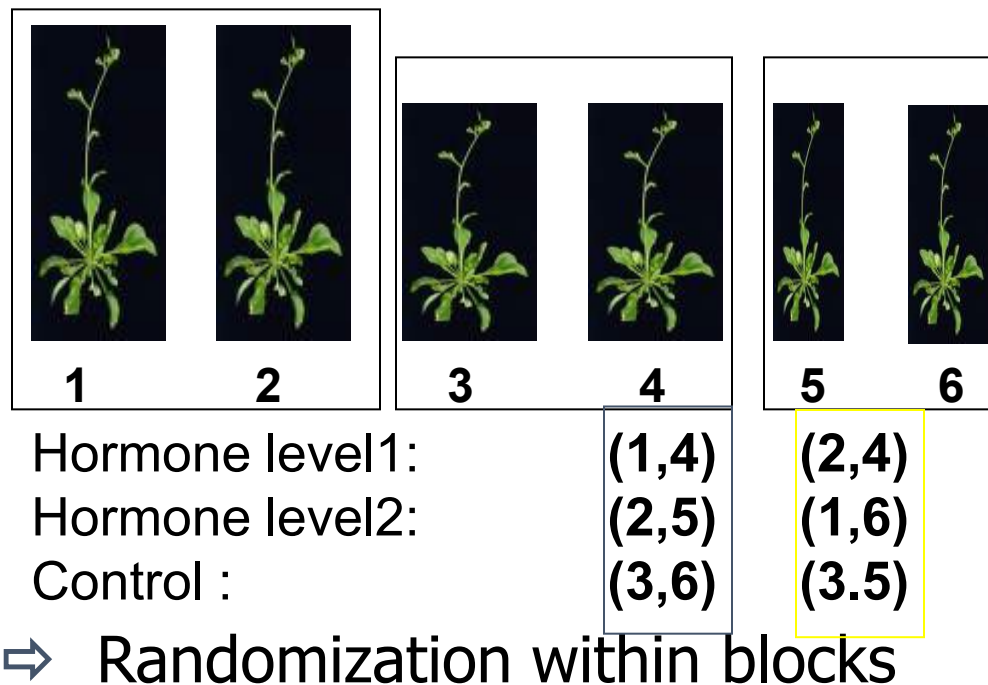 1 2 3 4 5 6
Hormone level1: (1,4) (2,4)
Hormone level2: (2,5) (1,6)
Control : (3,6) (3.5)
⇨ Randomization within blocks